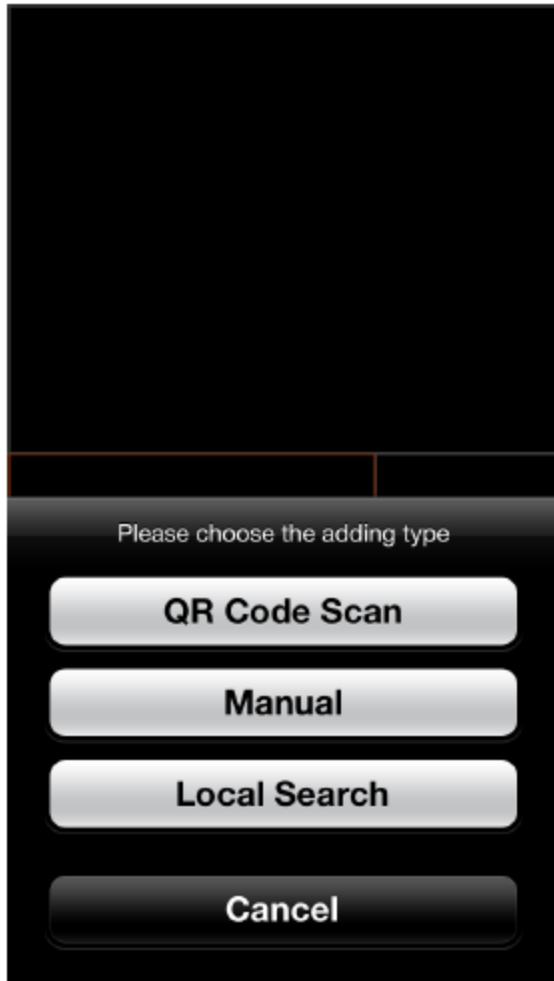 Please choose the adding type
QR Code Scan
Manual
Local Search
Cancel